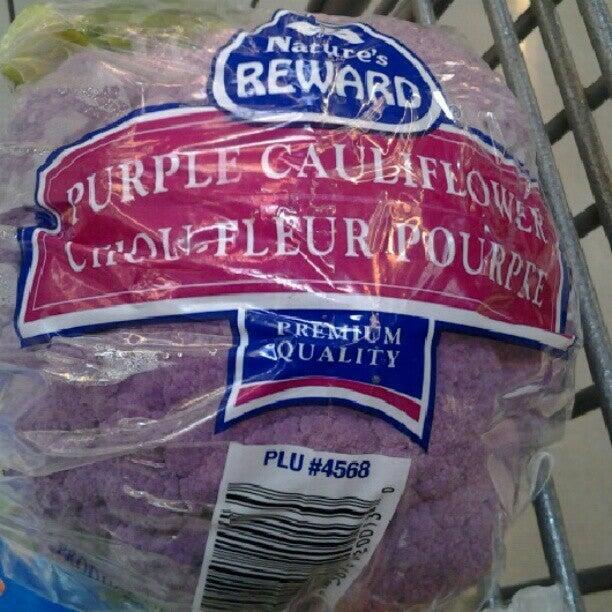 Nature's
REWARD
PURPLE CAULIFLOWER
CHOU-FLEUR POURPRE
PREMIUM
QUALITY
PLU #4568